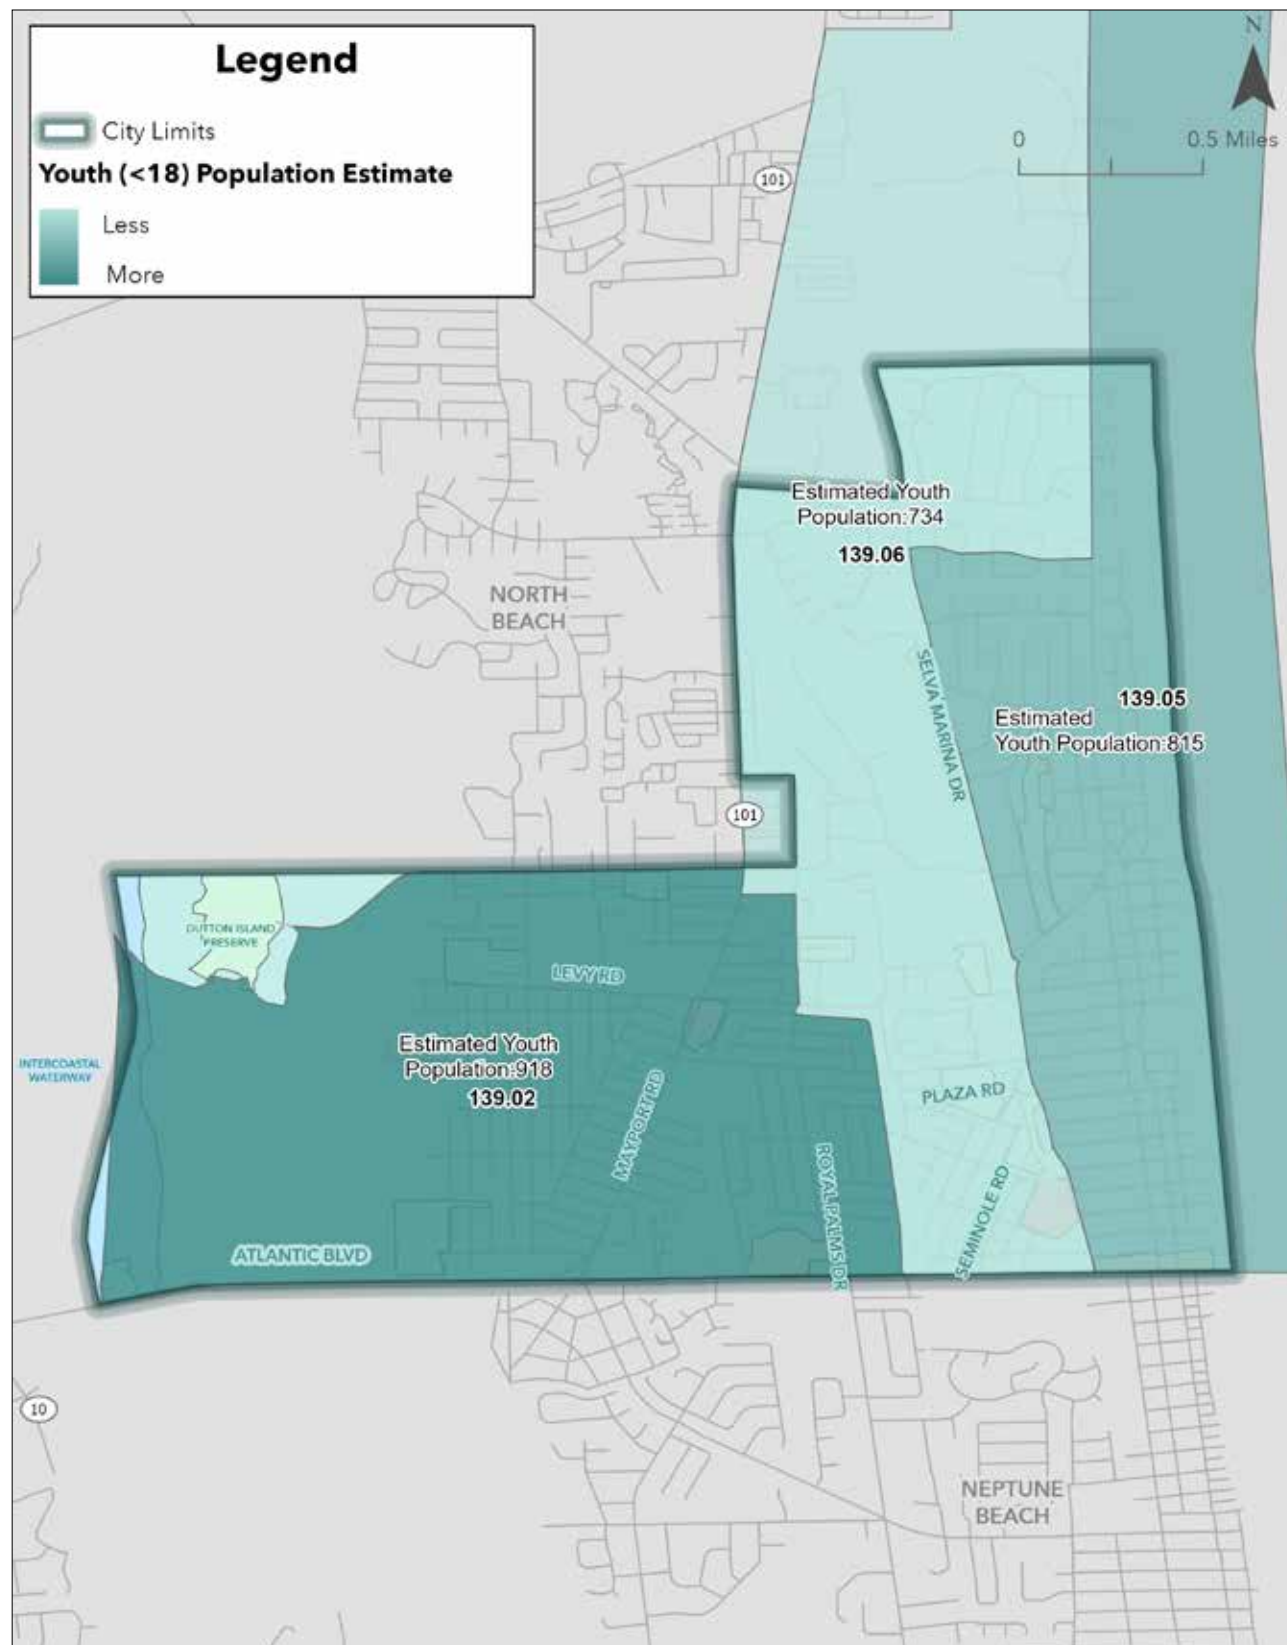 Legend
City Limits
Youth (<18) Population Estimate
Less
More
N
0 0.5 Miles
101
Estimated Youth
Population:734
139.06
NORTH
BEACH
SELVA MARINA DR
139.05
Estimated
Youth Population:815
101
DUTTON ISLAND
PRESERVE
LEVY RD
INTERCOASTAL
WATERWAY
Estimated Youth
Population:918
139.02
MAYPORT RD
PLAZA RD
ROYAL PALMS DR
SEMINOLE RD
ATLANTIC BLVD
10
NEPTUNE
BEACH